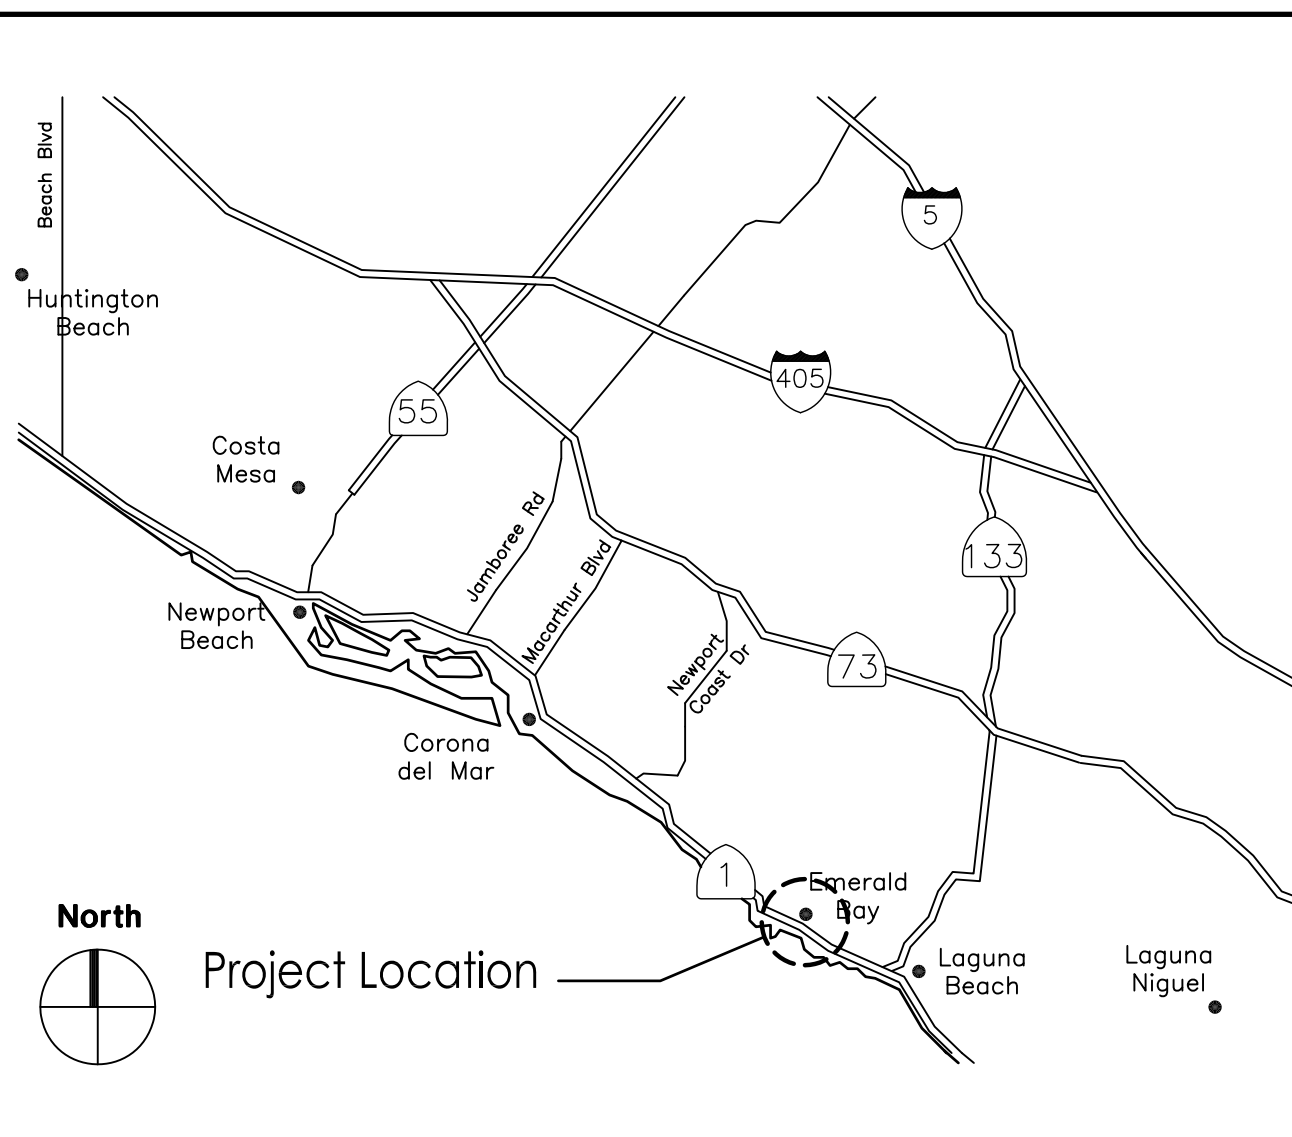 Beach Blvd
5
Huntington
Beach
405
55
Costa
Mesa
Jamboree Rd
Macarthur Blvd
133
Newport
Beach
Newport
Coast Dr
73
Corona
del Mar
1
Emerald
Bay
North
Project Location
Laguna
Beach
Laguna
Niguel